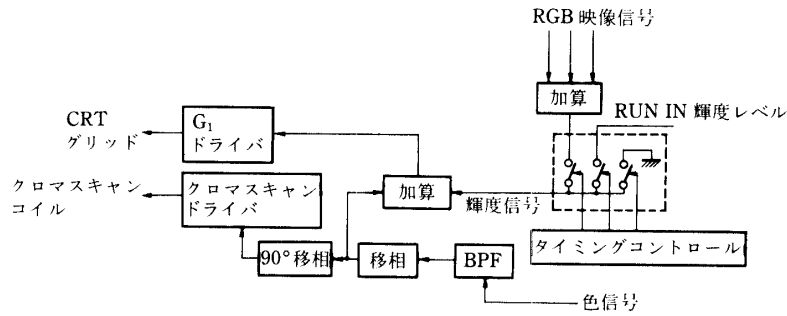 RGB 映像信号
加算
RUN IN 輝度レベル
CRT
グリッド
G₁
ドライバ
クロマスキャン
コイル
クロマスキャン
ドライバ
加算
輝度信号
タイミングコントロール
90°移相
移相
BPF
色信号